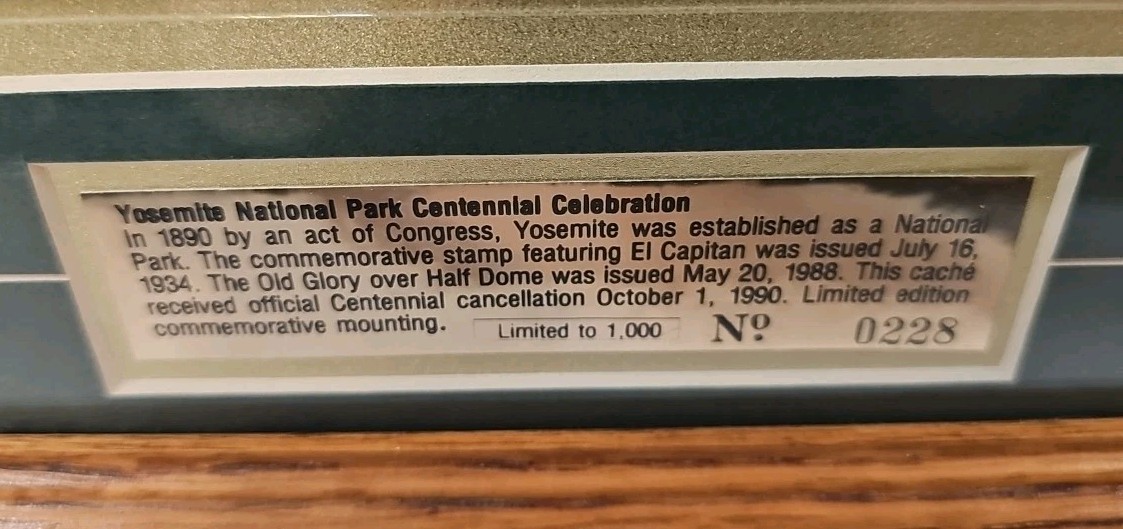 Yosemite National Park Centennial Celebration
In 1890 by an act of Congress, Yosemite was established as a National
Park. The commemorative stamp featuring El Capitan was issued July 16,
1934. The Old Glory over Half Dome was issued May 20, 1988. This caché
received official Centennial cancellation October 1, 1990. Limited edition
commemorative mounting. Limited to 1,000 Nº 0228